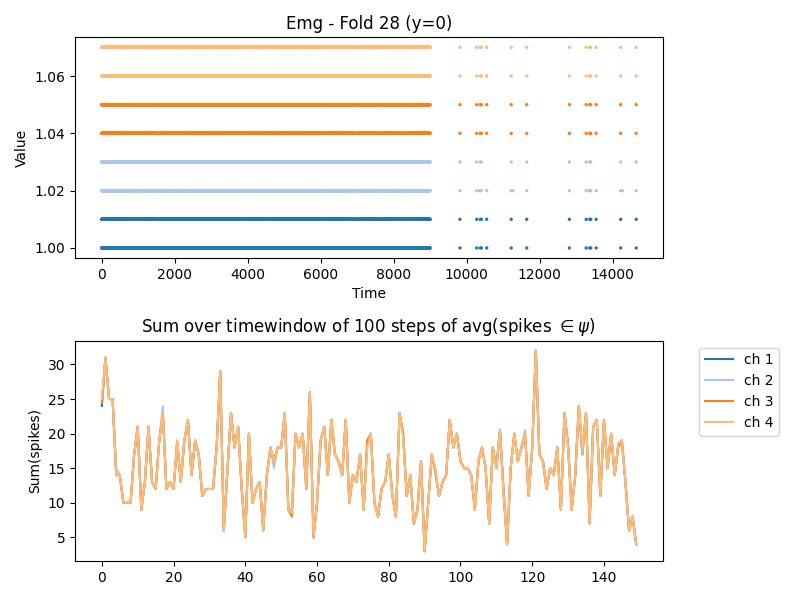 Emg - Fold 28 (y=0)
Value
1.06
1.04
1.02
1.00
0 2000 4000 6000 8000 10000 12000 14000
Time
Sum over timewindow of 100 steps of avg(spikes ∈ψ)
Sum(spikes)
30
25
20
15
10
5
0 20 40 60 80 100 120 140
ch 1
ch 2
ch 3
ch 4